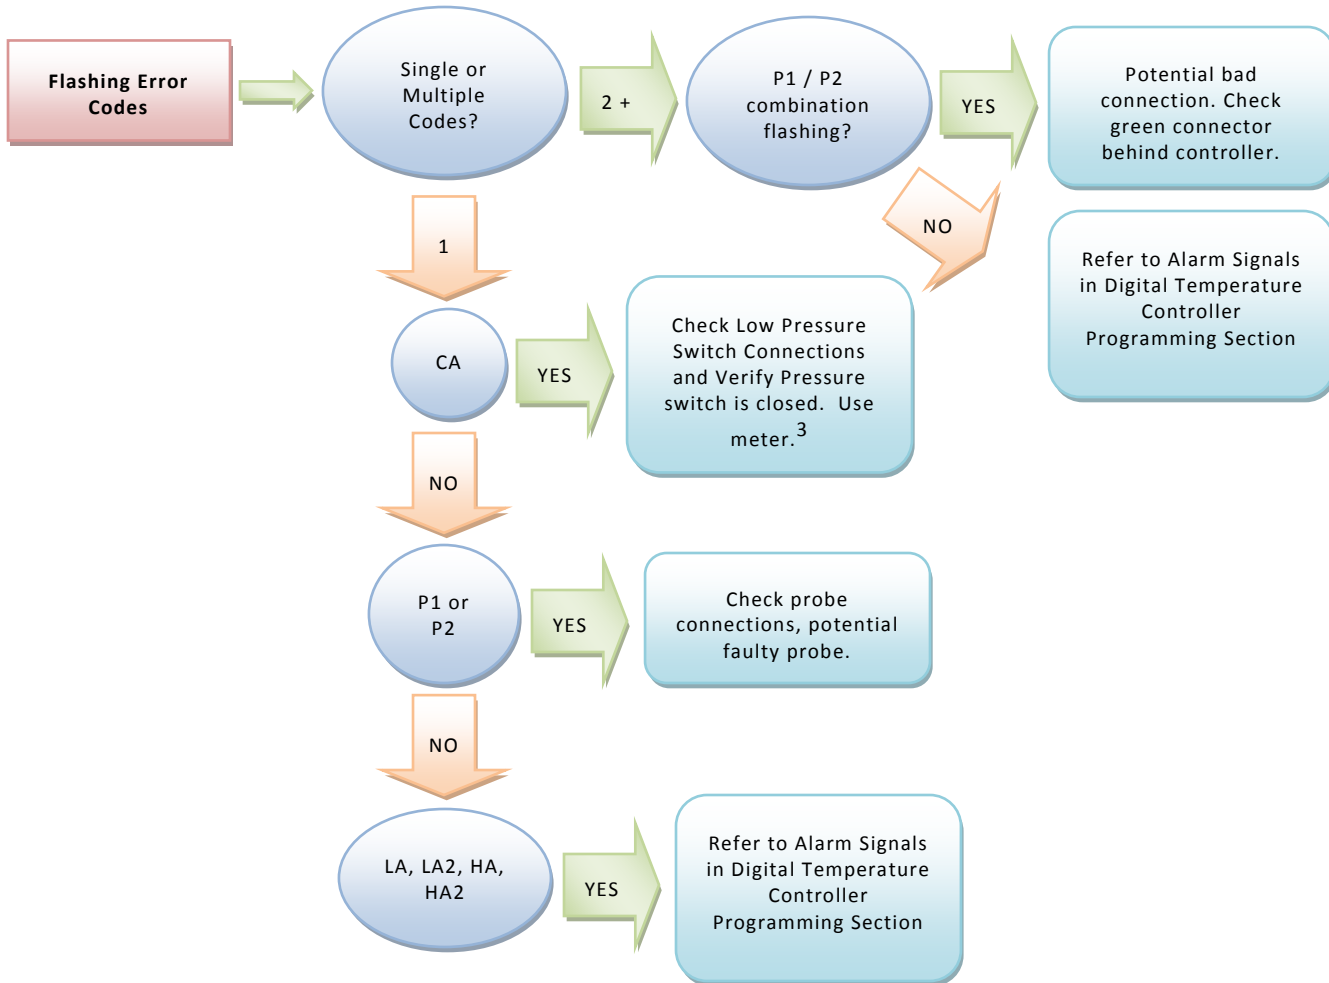 Flashing Error
Codes
Single or
Multiple
Codes?
2 +
P1 / P2
combination
flashing?
YES
Potential bad
connection. Check
green connector
behind controller.
NO
Refer to Alarm Signals
in Digital Temperature
Controller
Programming Section
1
CA
YES
Check Low Pressure
Switch Connections
and Verify Pressure
switch is closed. Use
meter.3
NO
P1 or
P2
YES
Check probe
connections, potential
faulty probe.
NO
LA, LA2, HA,
HA2
YES
Refer to Alarm Signals
in Digital Temperature
Controller
Programming Section